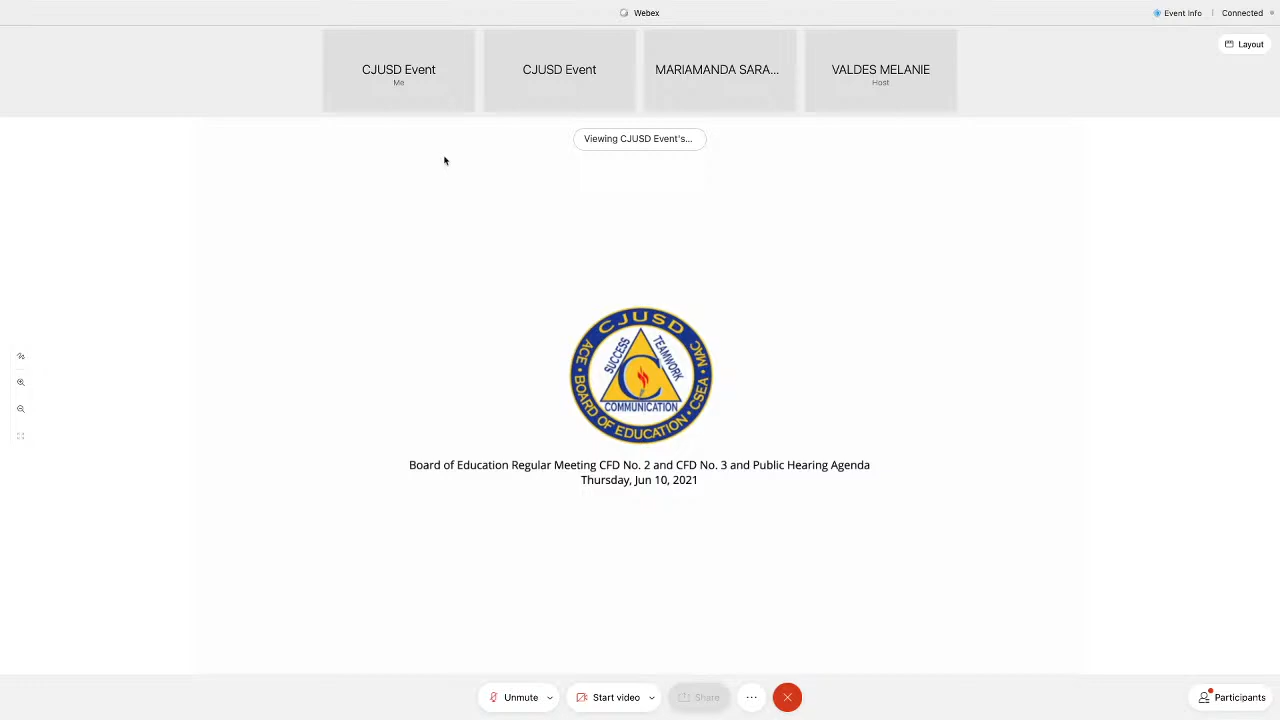 Webex
Event Info
Connected
Layout
CJUSD Event
Me
CJUSD Event
MARIAMANDA SARA...
VALDES MELANIE
Host
Viewing CJUSD Event's...
CJUSD
ACE • BOARD OF EDUCATION • CSEA • MAC
SUCCESS
TEAMWORK
C
COMMUNICATION
Board of Education Regular Meeting CFD No. 2 and CFD No. 3 and Public Hearing Agenda
Thursday, Jun 10, 2021
Unmute
Start video
Share
Participants